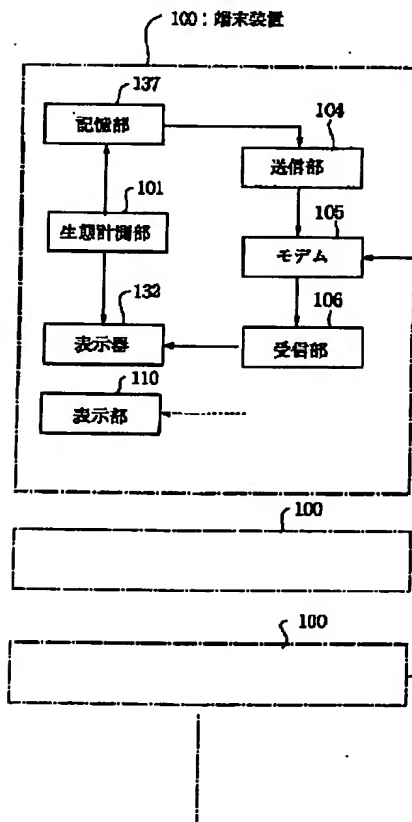 100：端末装置
137
記憶部
104
送信部
101
生態計測部
105
モデム
132
表示器
106
受信部
110
表示部
100
100